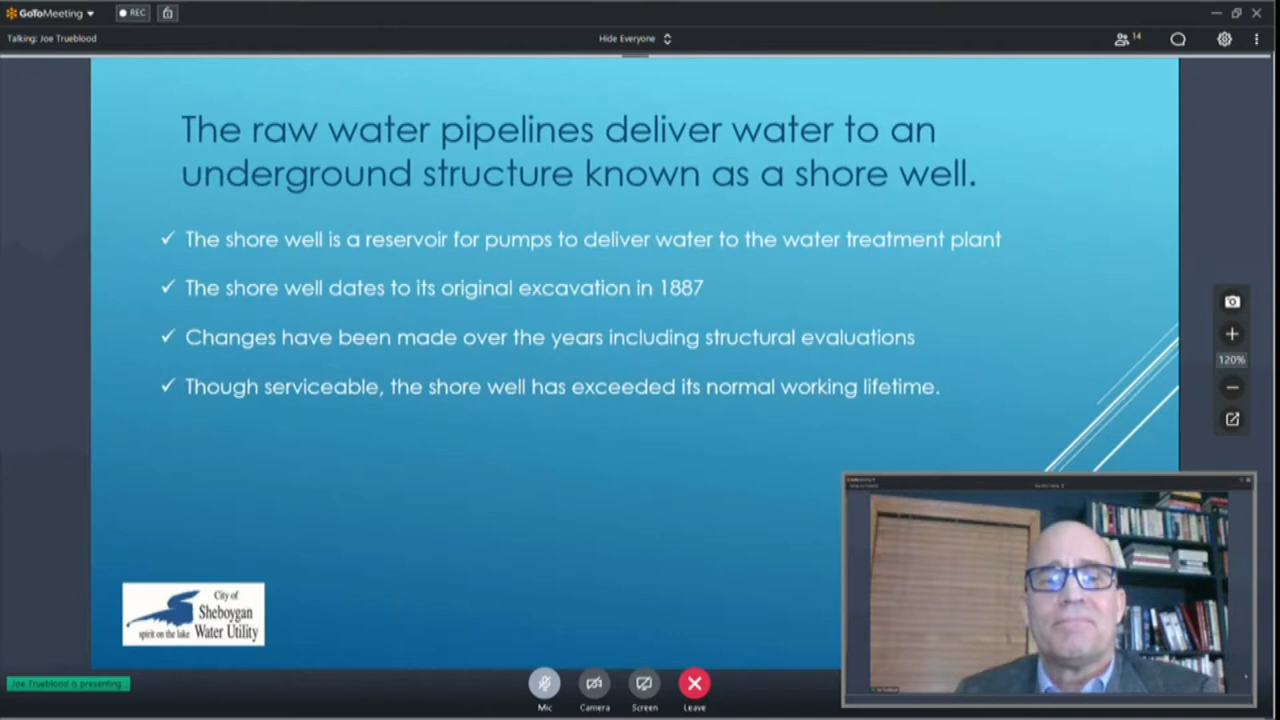 GoToMeeting
REC
Talking: Joe Trueblood
Hide Everyone
14
The raw water pipelines deliver water to an
underground structure known as a shore well.
✓ The shore well is a reservoir for pumps to deliver water to the water treatment plant
✓ The shore well dates to its original excavation in 1887
✓ Changes have been made over the years including structural evaluations
✓ Though serviceable, the shore well has exceeded its normal working lifetime.
120%
City of
Sheboygan
spirit on the lake Water Utility
Joe Trueblood is presenting
Mic
Camera
Screen
Leave